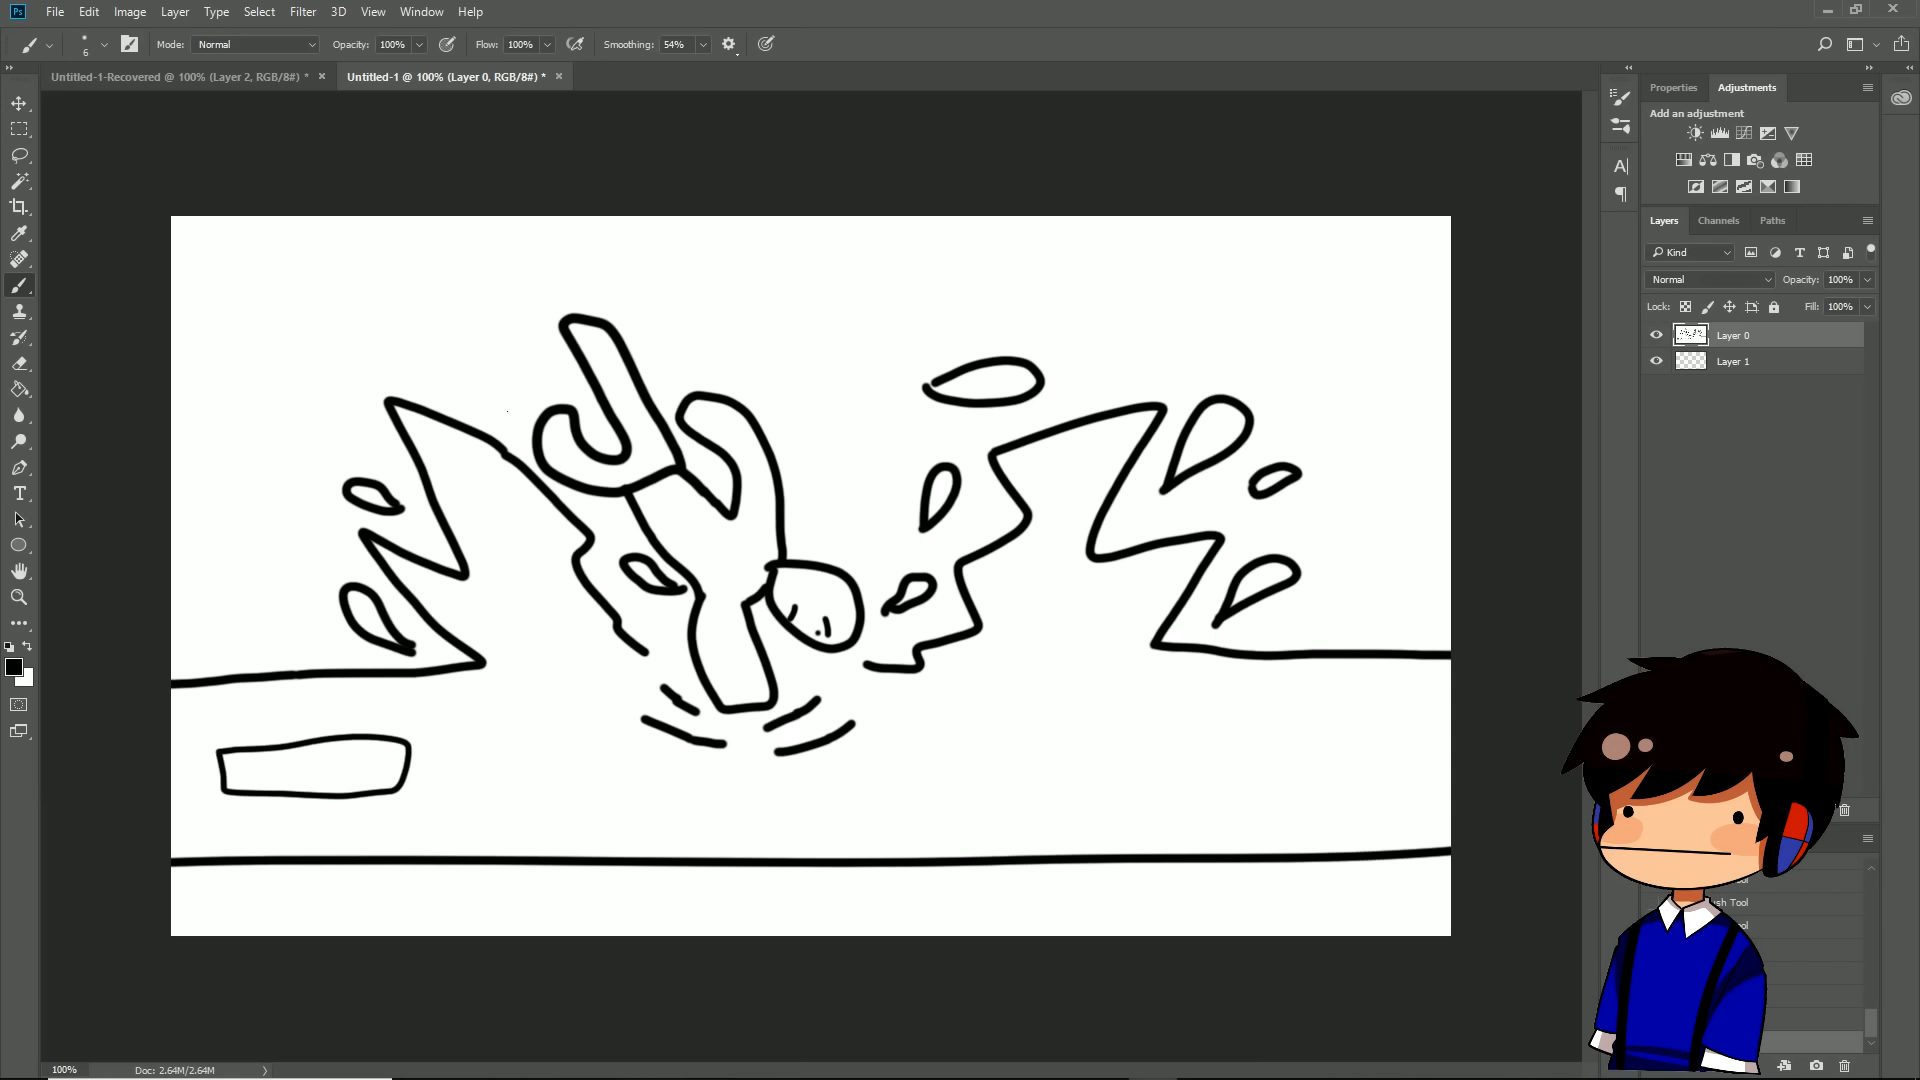 Ps File Edit Image Layer Type Select Filter 3D View Window Help
6 Mode: Normal Opacity: 100% Flow: 100% Smoothing: 54%
Untitled-1-Recovered @ 100% (Layer 2, RGB/8#) * × Untitled-1 @ 100% (Layer 0, RGB/8#) * ×
Properties Adjustments
Add an adjustment
Layers Channels Paths
Kind
Normal Opacity: 100%
Lock: Fill: 100%
Layer 0
Layer 1
Tool
100% Doc: 2.64M/2.64M